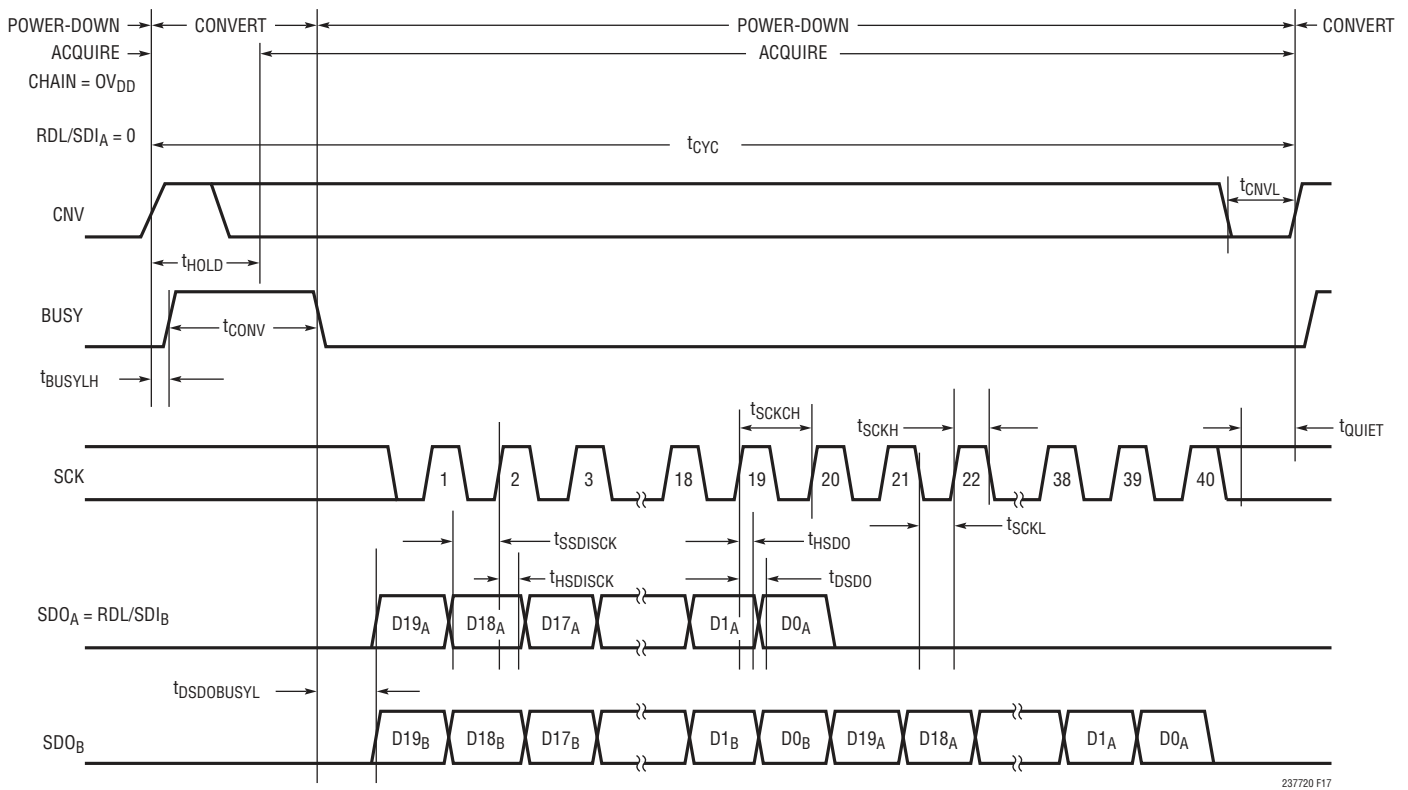 POWER-DOWN CONVERT POWER-DOWN CONVERT
ACQUIRE ACQUIRE
CHAIN = OVDD
RDL/SDIA = 0
tCYC
tCNVL
CNV
tHOLD
BUSY
tCONV
tBUSYLH
tSCKCH
tSCKH
tQUIET
SCK
1 2 3 18 19 20 21 22 38 39 40
tSSDISCK
tHSDO
tSCKL
tHSDISCK
tDSDO
SDOA = RDL/SDIB
D19A D18A D17A D1A D0A
tDSDOBUSYL
SDOB
D19B D18B D17B D1B D0B D19A D18A D1A D0A
237720 F17